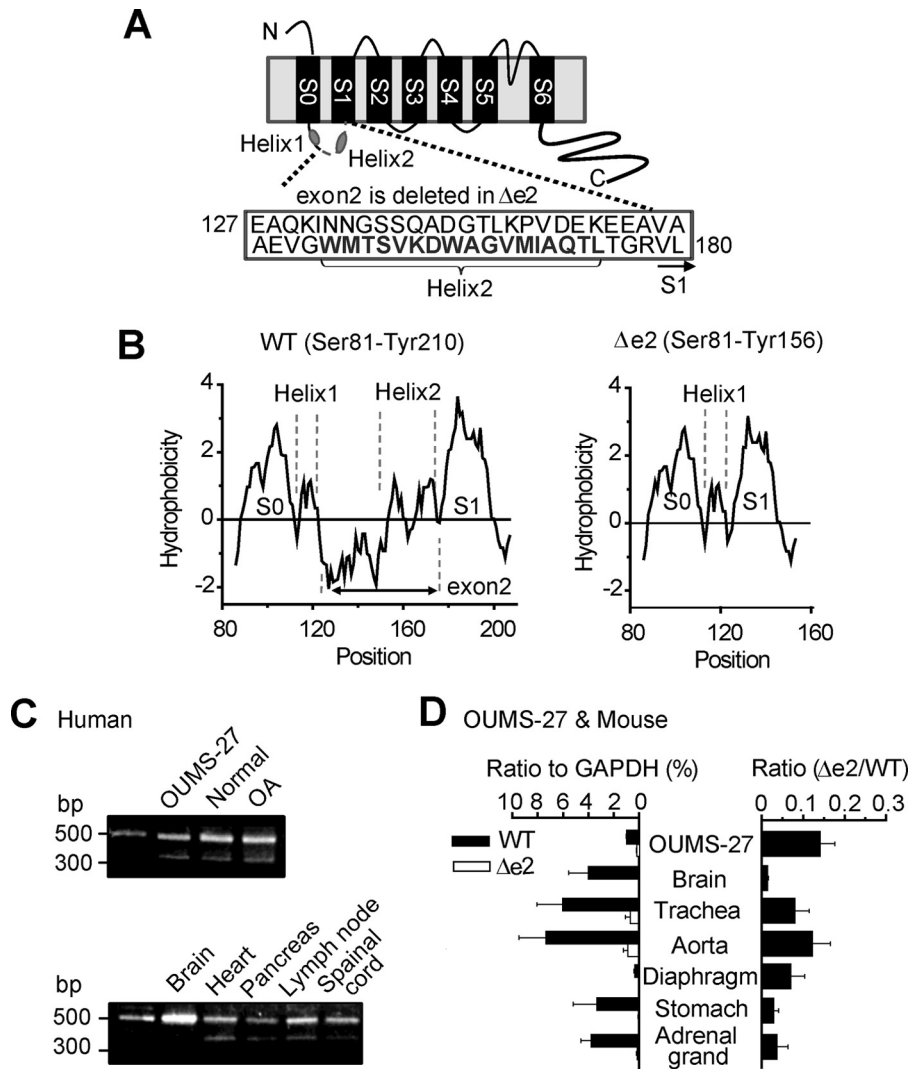 A
N
S0 S1 S2 S3 S4 S5 S6
Helix1
Helix2
C
exon2 is deleted in Δe2
127 EAQKINNGSSQADGTLKPVDEKEEAVA
AEVGWMTSVKDWAGVMIAQTLTGRVL 180
Helix2
S1
B
WT (Ser81-Tyr210)
Δe2 (Ser81-Tyr156)
Hydrophobicity
4
2
0
-2
Helix1
Helix2
S0
S1
exon2
80 120 160 200
Position
Hydrophobicity
4
2
0
-2
Helix1
S0
S1
80 120 160
Position
C
Human
bp
OUMS-27
Normal
OA
500
300
bp
Brain
Heart
Pancreas
Lymph node
Spainal cord
500
300
D
OUMS-27 & Mouse
Ratio to GAPDH (%)
Ratio (Δe2/WT)
10 8 6 4 2 0
0 0.1 0.2 0.3
WT
Δe2
OUMS-27
Brain
Trachea
Aorta
Diaphragm
Stomach
Adrenal
grand